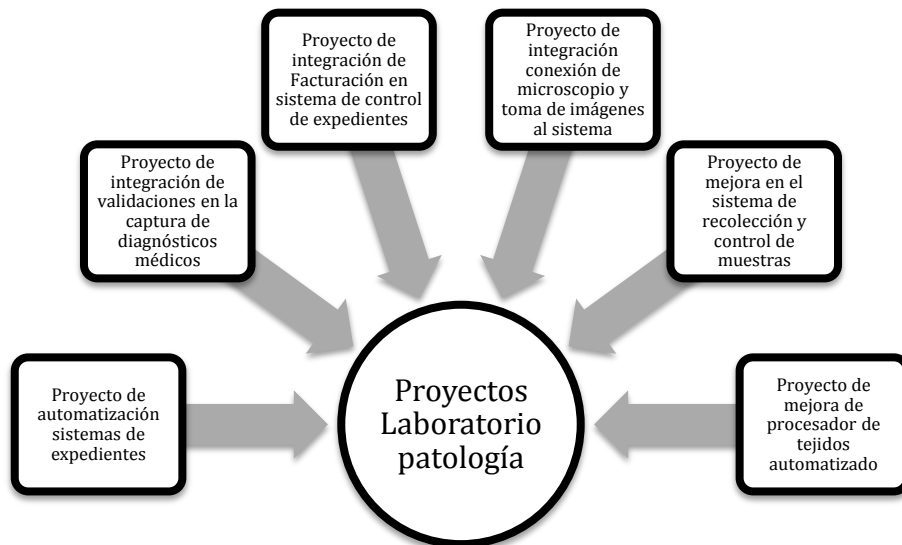 Proyecto de
integración de
Facturación en
sistema de control
de expedientes
Proyecto de
integración
conexión de
microscopio y
toma de imágenes
al sistema
Proyecto de
integración de
validaciones en la
captura de
diagnósticos
médicos
Proyecto de
mejora en el
sistema de
recolección y
control de
muestras
Proyecto de
automatización
sistemas de
expedientes
Proyectos
Laboratorio
patología
Proyecto de
mejora de
procesador de
tejidos
automatizado